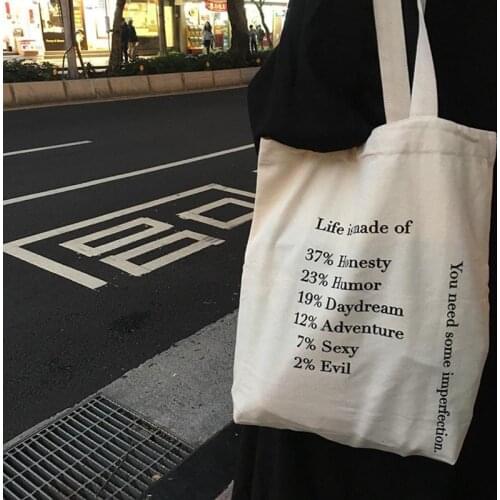 Life is made of
37% Honesty
23% Humor
19% Daydream
12% Adventure
7% Sexy
2% Evil
You need some imperfection.